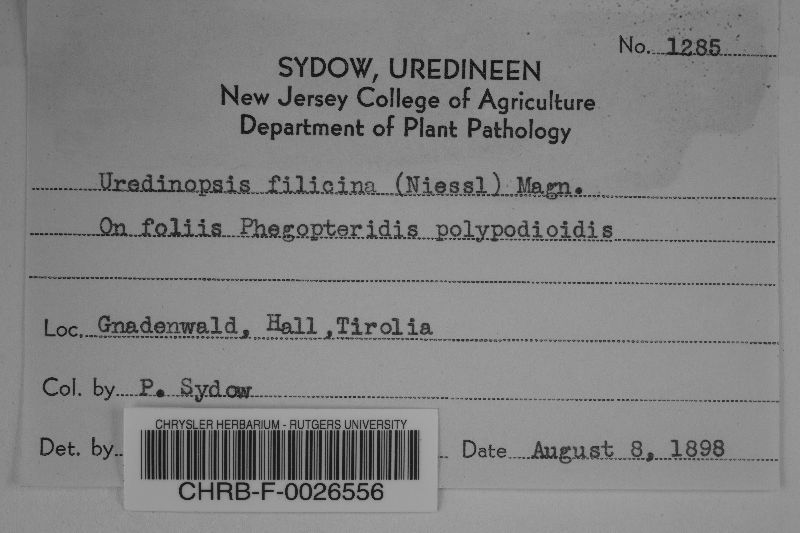 No. 1285
SYDOW, UREDINEEN
New Jersey College of Agriculture
Department of Plant Pathology
Uredinopsis filicina (Niessl) Magn.
On foliis Phegopteridis polypodioidis
Loc. Gnadenwald, Hall, Tirolia
Col. by P. Sydow
Det. by
Date August 8, 1898
CHRYSLER HERBARIUM - RUTGERS UNIVERSITY
CHRB-F-0026556